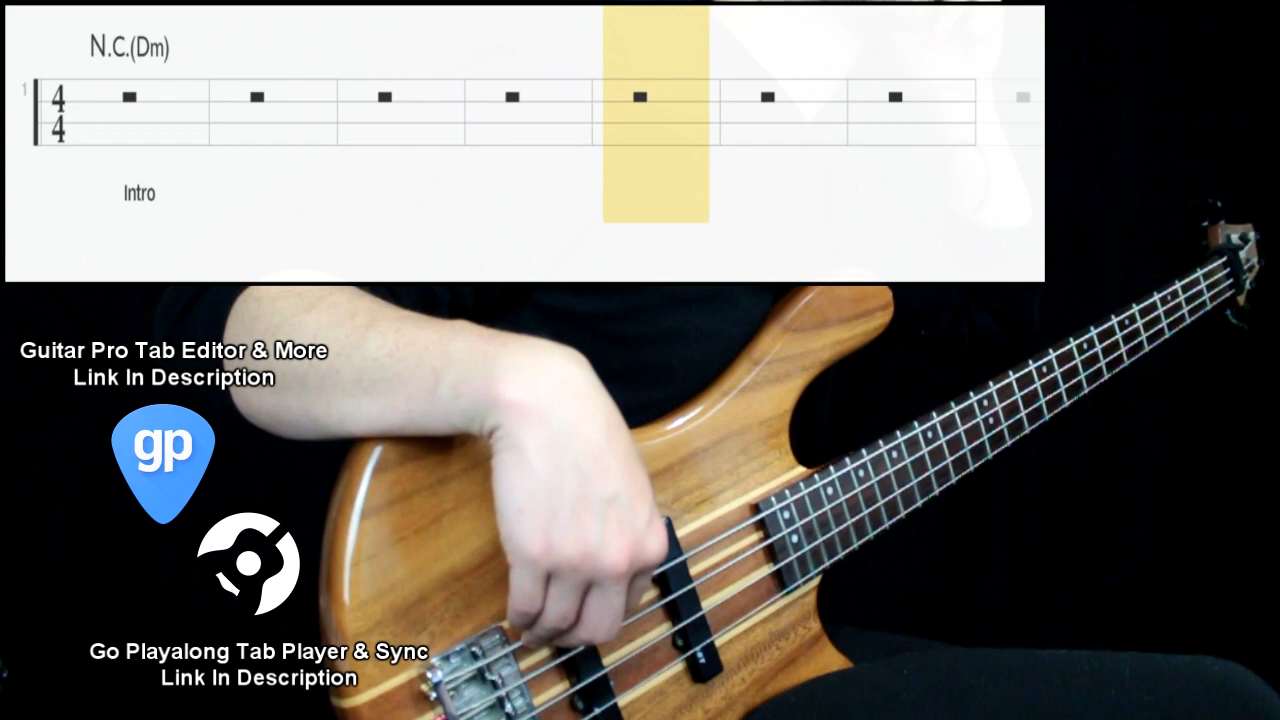 N.C.(Dm)
1
4
4
Intro
Guitar Pro Tab Editor & More
Link In Description
gp
Go Playalong Tab Player & Sync
Link In Description